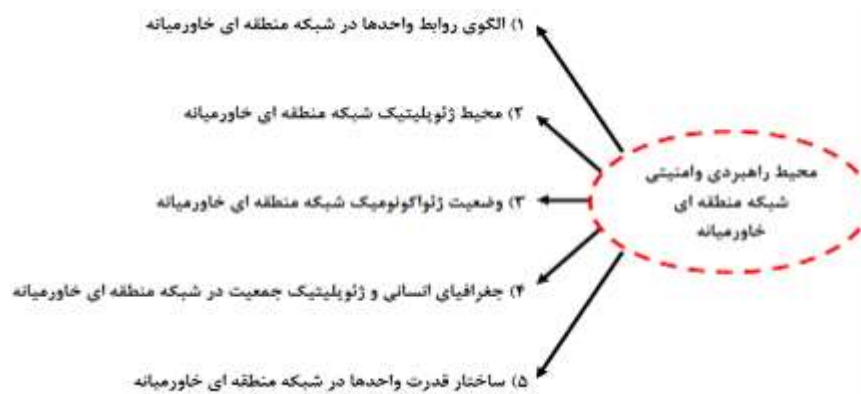 ۱) الگوی روابط واحدها در شبکه منطقه ای خاورمیانه
۲) محیط ژئوپلیتیک شبکه منطقه ای خاورمیانه
۳) وضعیت ژئواکونومیک شبکه منطقه ای خاورمیانه
۴) جغرافیای انسانی و ژئوپلیتیک جمعیت در شبکه منطقه ای خاورمیانه
۵) ساختار قدرت واحدها در شبکه منطقه ای خاورمیانه
محیط راهبردی وامنیتی
شبکه منطقه ای
خاورمیانه